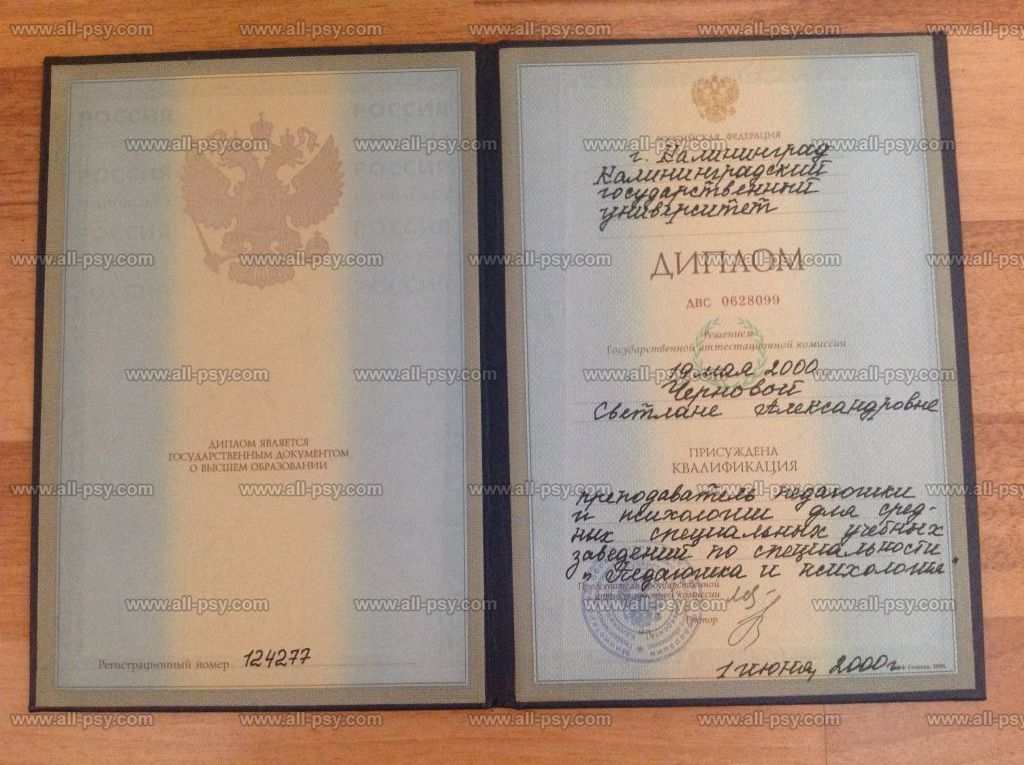 РОССИЯ РОССИЯ
ДИПЛОМ ЯВЛЯЕТСЯ
ГОСУДАРСТВЕННЫМ ДОКУМЕНТОМ
О ВЫСШЕМ ОБРАЗОВАНИИ
Регистрационный номер 124277
РОССИЙСКАЯ ФЕДЕРАЦИЯ
г. Калининград
Калининградский
государственный
университет
ДИПЛОМ
ДВС 0628099
Решением
Государственной аттестационной комиссии
19 мая 2000
Черновой
Светлане Александровне
ПРИСУЖДЕНА
КВАЛИФИКАЦИЯ
преподаватель педагогики
и психологии для сред-
них специальных учебных
заведений по специальности
"Педагогика и психология"
Председатель Государственной
аттестационной комиссии
Ректор
1 июня 2000г.
www.all-psy.com